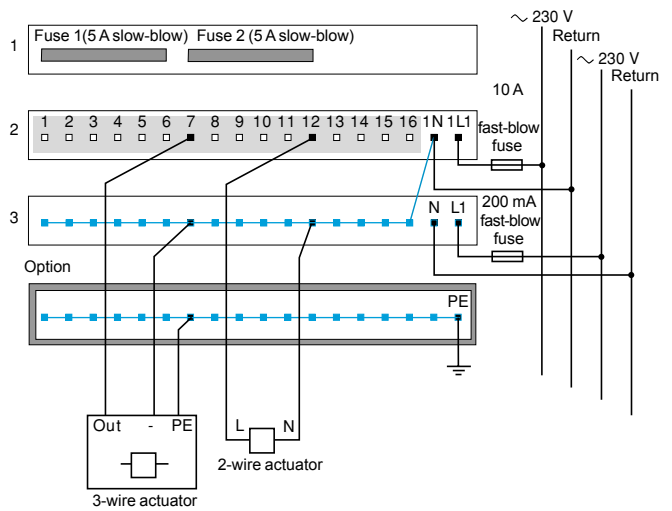 ∼ 230 V
Return
∼ 230 V
Return
1
Fuse 1(5 A slow-blow) Fuse 2 (5 A slow-blow)
10 A
fast-blow
fuse
2
1 2 3 4 5 6 7 8 9 10 11 12 13 14 15 16 1N 1L1
3
N L1
200 mA
fast-blow
fuse
Option
PE
Out - PE
L N
2-wire actuator
3-wire actuator